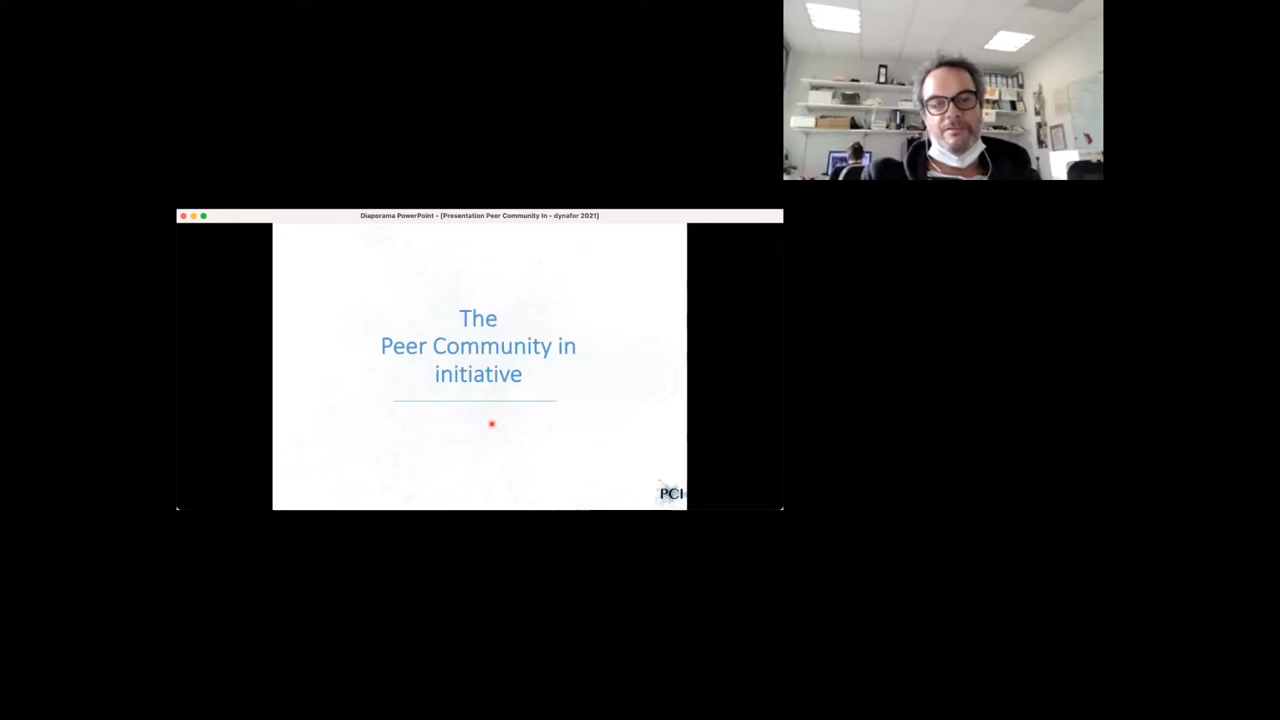 Diaporama PowerPoint - [Presentation Peer Community In - dynafor 2021]
The
Peer Community in
initiative
PCI